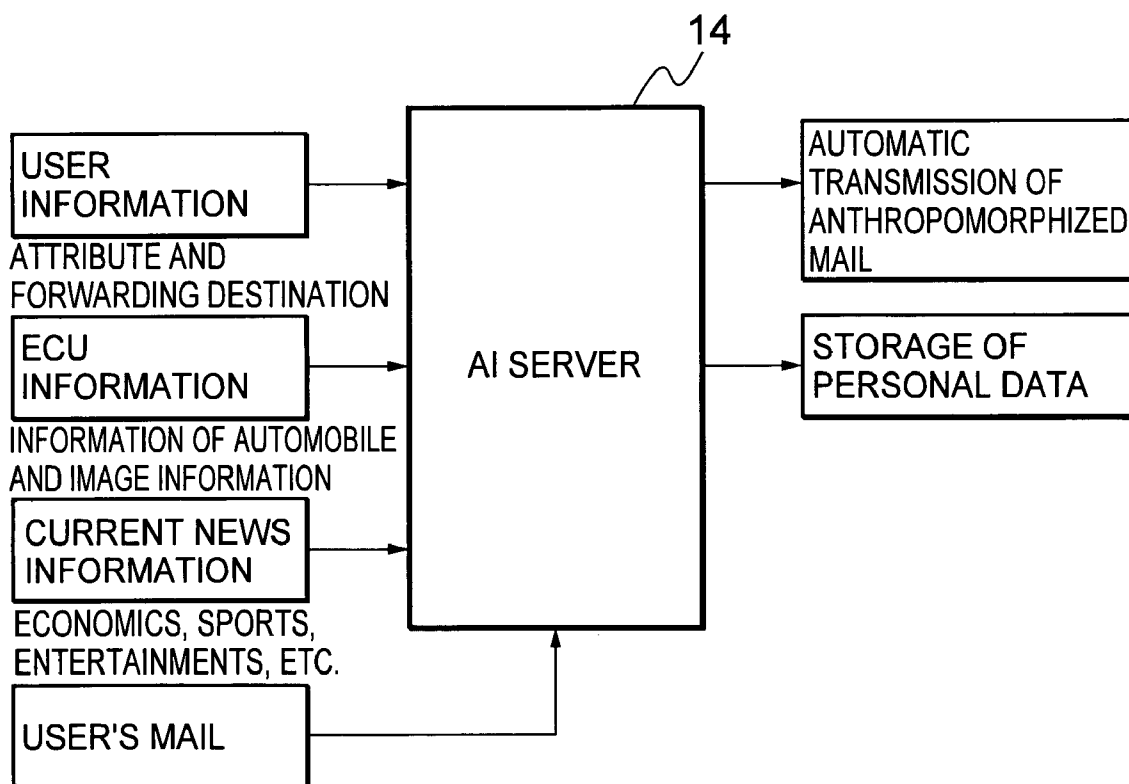 14
USER
INFORMATION
ATTRIBUTE AND
FORWARDING DESTINATION
ECU
INFORMATION
INFORMATION OF AUTOMOBILE
AND IMAGE INFORMATION
CURRENT NEWS
INFORMATION
ECONOMICS, SPORTS,
ENTERTAINMENTS, ETC.
USER'S MAIL
AI SERVER
AUTOMATIC
TRANSMISSION OF
ANTHROPOMORPHIZED
MAIL
STORAGE OF
PERSONAL DATA